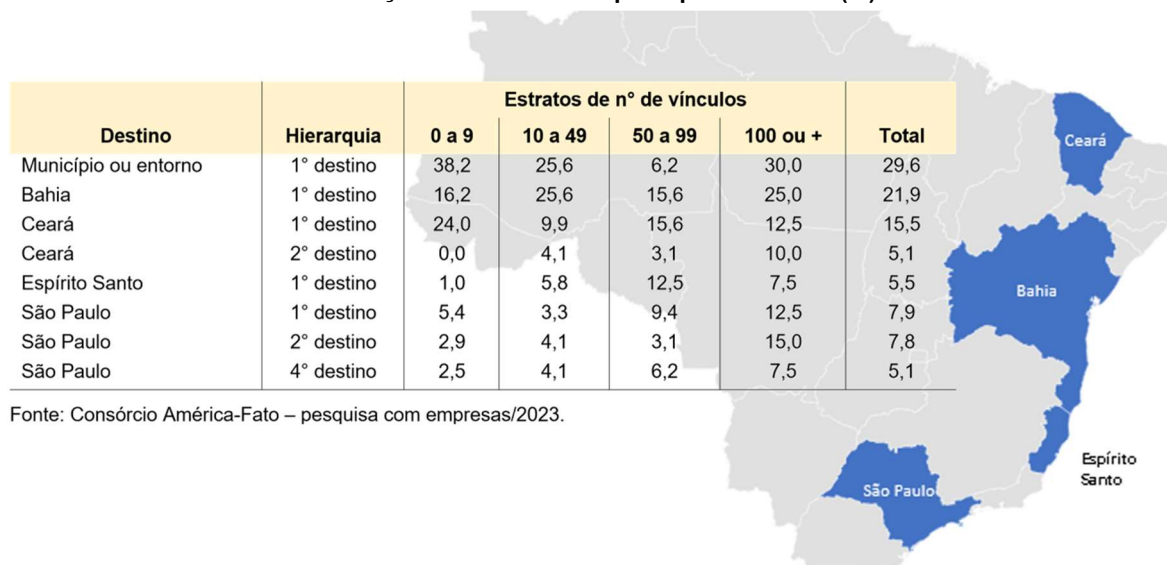 Estratos de n° de vínculos
Destino Hierarquia 0 a 9 10 a 49 50 a 99 100 ou + Total
Município ou entorno 1° destino 38,2 25,6 6,2 30,0 29,6
Bahia 1° destino 16,2 25,6 15,6 25,0 21,9
Ceará 1° destino 24,0 9,9 15,6 12,5 15,5
Ceará 2° destino 0,0 4,1 3,1 10,0 5,1
Espírito Santo 1° destino 1,0 5,8 12,5 7,5 5,5
São Paulo 1° destino 5,4 3,3 9,4 12,5 7,9
São Paulo 2° destino 2,9 4,1 3,1 15,0 7,8
São Paulo 4° destino 2,5 4,1 6,2 7,5 5,1
Fonte: Consórcio América-Fato – pesquisa com empresas/2023.
Ceará
Bahia
Espírito
Santo
São Paulo